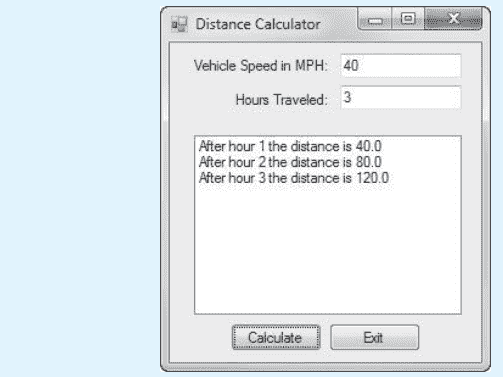 Distance Calculator
Vehicle Speed in MPH: 40
Hours Traveled: 3
After hour 1 the distance is 40.0
After hour 2 the distance is 80.0
After hour 3 the distance is 120.0
Calculate Exit